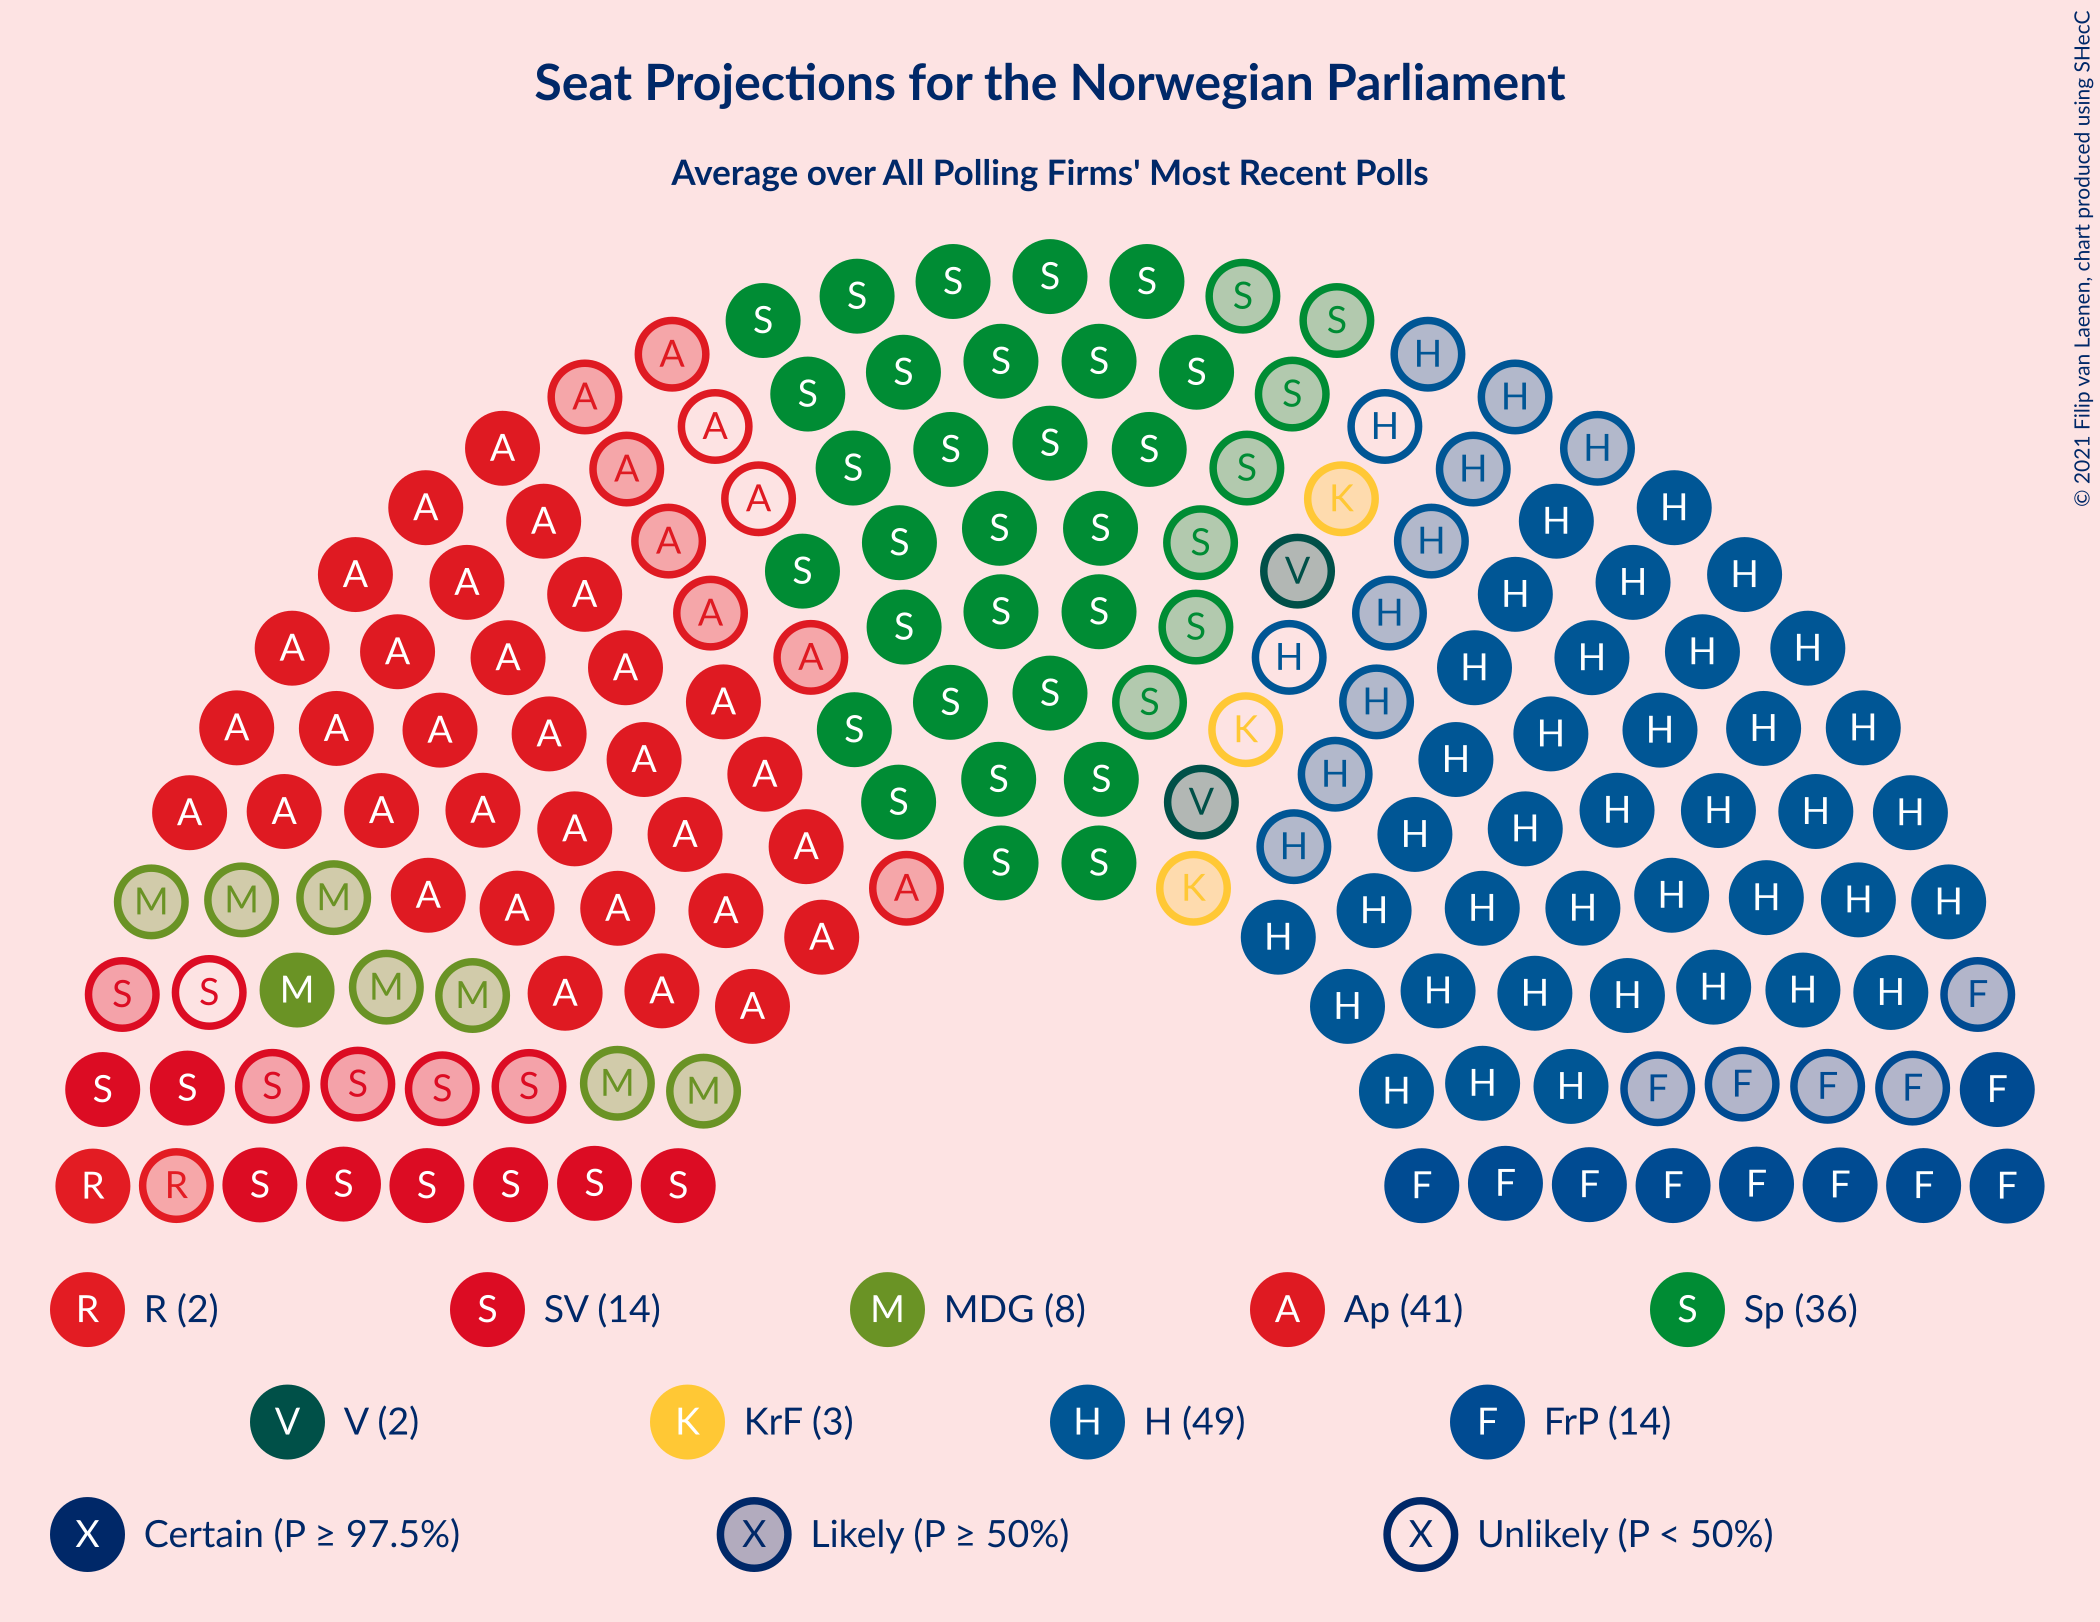 Seat Projections for the Norwegian Parliament
Average over All Polling Firms' Most Recent Polls
© 2021 Filip van Laenen, chart produced using SHecC
S S S S S S S
A A H H
S S S S S S
A A H H
A S S S S S H
A A H H
A A K H
A S S S S H
A A V H
A S S S S H
A A H H
A A H H
A S S S S H
A A K H
A A H H
A S S S V H
A A H H
M M M A A A A A S S K H H H H H H H H
S S M M M A A A H H H H H H H F
S S S S S S M M H H H F F F F F
R R S S S S S S F F F F F F F F
R R (2) S SV (14) M MDG (8) A Ap (41) S Sp (36)
V V (2) K KrF (3) H H (49) F FrP (14)
X Certain (P ≥ 97.5%) X Likely (P ≥ 50%) X Unlikely (P < 50%)